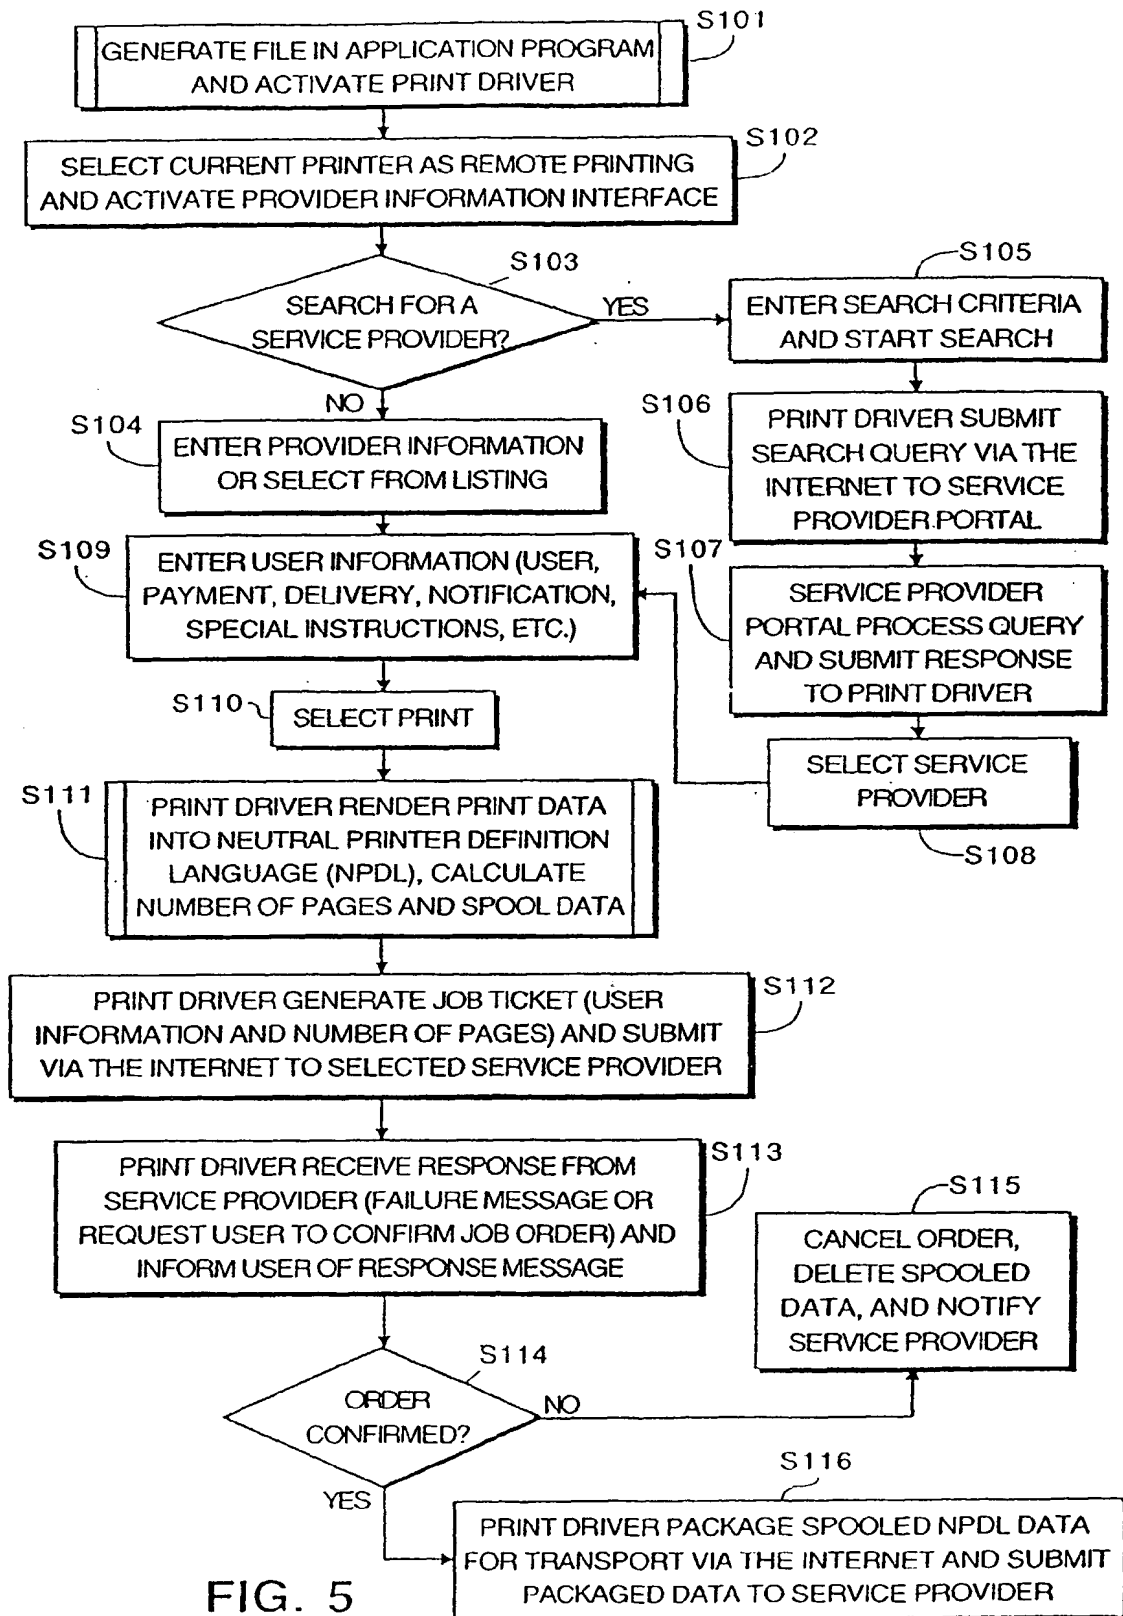 S101
GENERATE FILE IN APPLICATION PROGRAM
AND ACTIVATE PRINT DRIVER
S102
SELECT CURRENT PRINTER AS REMOTE PRINTING
AND ACTIVATE PROVIDER INFORMATION INTERFACE
S103
SEARCH FOR A
SERVICE PROVIDER?
YES
NO
S105
ENTER SEARCH CRITERIA
AND START SEARCH
S104
ENTER PROVIDER INFORMATION
OR SELECT FROM LISTING
S106
PRINT DRIVER SUBMIT
SEARCH QUERY VIA THE
INTERNET TO SERVICE
PROVIDER PORTAL
S109
ENTER USER INFORMATION (USER,
PAYMENT, DELIVERY, NOTIFICATION,
SPECIAL INSTRUCTIONS, ETC.)
S107
SERVICE PROVIDER
PORTAL PROCESS QUERY
AND SUBMIT RESPONSE
TO PRINT DRIVER
S110
SELECT PRINT
SELECT SERVICE
PROVIDER
S108
S111
PRINT DRIVER RENDER PRINT DATA
INTO NEUTRAL PRINTER DEFINITION
LANGUAGE (NPDL), CALCULATE
NUMBER OF PAGES AND SPOOL DATA
S112
PRINT DRIVER GENERATE JOB TICKET (USER
INFORMATION AND NUMBER OF PAGES) AND SUBMIT
VIA THE INTERNET TO SELECTED SERVICE PROVIDER
S113
PRINT DRIVER RECEIVE RESPONSE FROM
SERVICE PROVIDER (FAILURE MESSAGE OR
REQUEST USER TO CONFIRM JOB ORDER) AND
INFORM USER OF RESPONSE MESSAGE
S115
CANCEL ORDER,
DELETE SPOOLED
DATA, AND NOTIFY
SERVICE PROVIDER
S114
ORDER
CONFIRMED?
NO
YES
S116
PRINT DRIVER PACKAGE SPOOLED NPDL DATA
FOR TRANSPORT VIA THE INTERNET AND SUBMIT
PACKAGED DATA TO SERVICE PROVIDER
FIG. 5